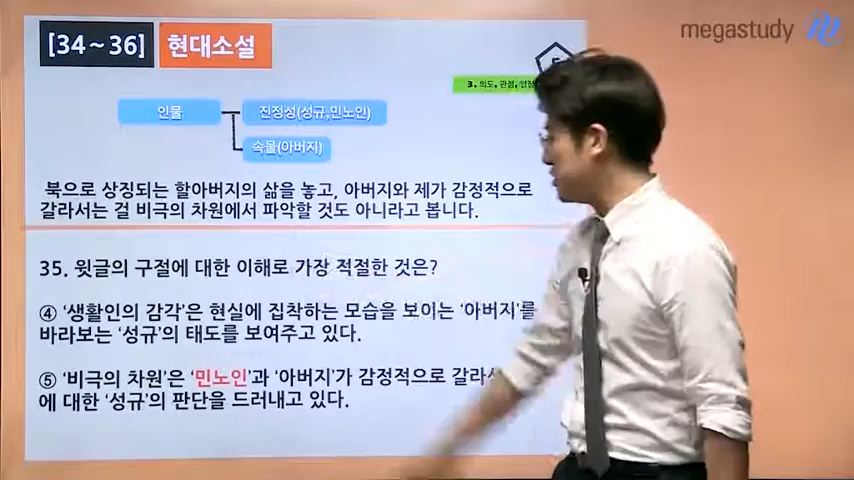 [34~36] 현대소설
megastudy
3. 의도, 관점,
인물
진정성(성규,민노인)
속물(아버지)
북으로 상징되는 할아버지의 삶을 놓고, 아버지와 제가 감정적으로
갈라서는 걸 비극의 차원에서 파악할 것도 아니라고 봅니다.
35. 윗글의 구절에 대한 이해로 가장 적절한 것은?
④ ‘생활인의 감각’은 현실에 집착하는 모습을 보이는 ‘아버지’를
바라보는 ‘성규’의 태도를 보여주고 있다.
⑤ ‘비극의 차원’은 ‘민노인’과 ‘아버지’가 감정적으로
에 대한 ‘성규’의 판단을 드러내고 있다.